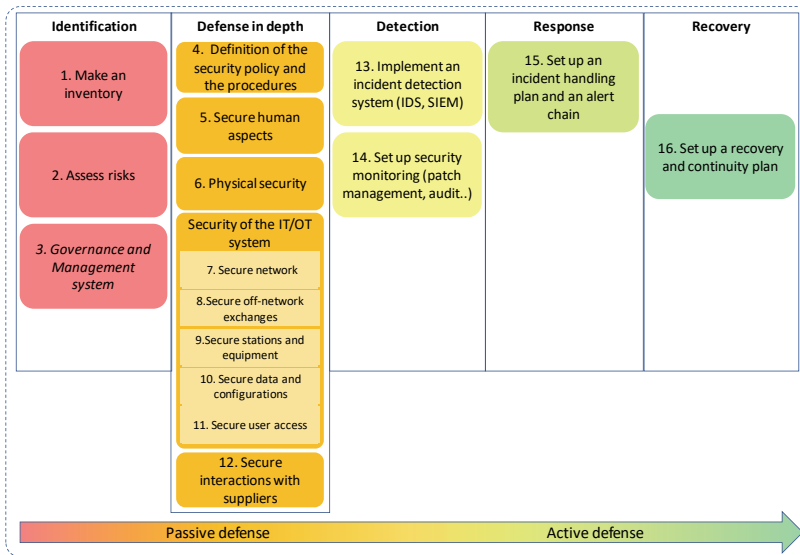 Identification
1. Make an
inventory
2. Assess risks
3. Governance and
Management
system
Defense in depth
4. Definition of the
security policy and
the procedures
5. Secure human
aspects
6. Physical security
Security of the IT/OT
system
7. Secure network
8.Secure off-network
exchanges
9.Secure stations and
equipment
10. Secure data and
configurations
11. Secure user access
12. Secure
interactions with
suppliers
Detection
13. Implement an
incident detection
system (IDS, SIEM)
14. Set up security
monitoring (patch
management, audit..)
Response
15. Set up an
incident handling
plan and an alert
chain
Recovery
16. Set up a recovery
and continuity plan
Passive defense
Active defense